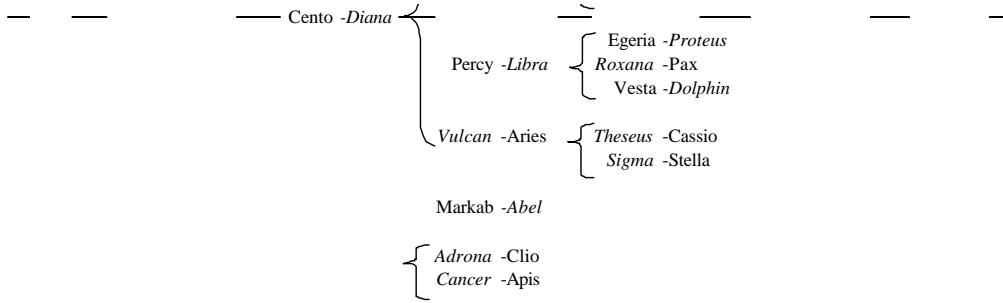 Cento -Diana
Egeria -Proteus
Percy -Libra
Roxana -Pax
Vesta -Dolphin
Vulcan -Aries
Theseus -Cassio
Sigma -Stella
Markab -Abel
Adrona -Clio
Cancer -Apis